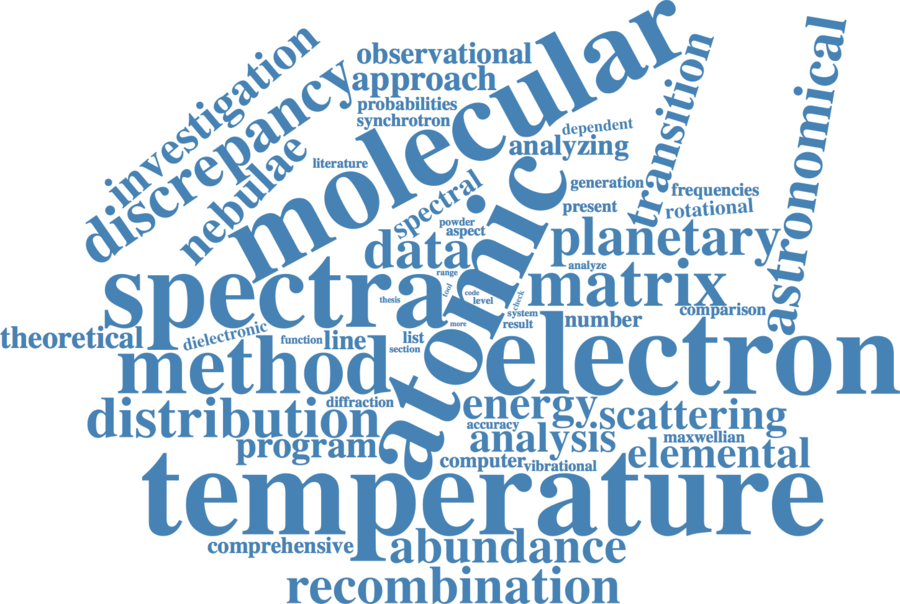 investigation
discrepancy
nebulae
observational
approach
probabilities
synchrotron
molecular
literature
dependent
analyzing
transition
astronomical
spectral
generation
frequencies
present
rotational
powder
aspect
data
planetary
range
analyze
spectra
atomic
thesis
tool
code
level
check
matrix
comparison
system
result
number
more
theoretical
dielectronic
function
line
list
section
electron
method
diffraction
distribution
energy
scattering
accuracy
program
analysis
maxwellian
computer
vibrational
elemental
temperature
comprehensive
abundance
recombination